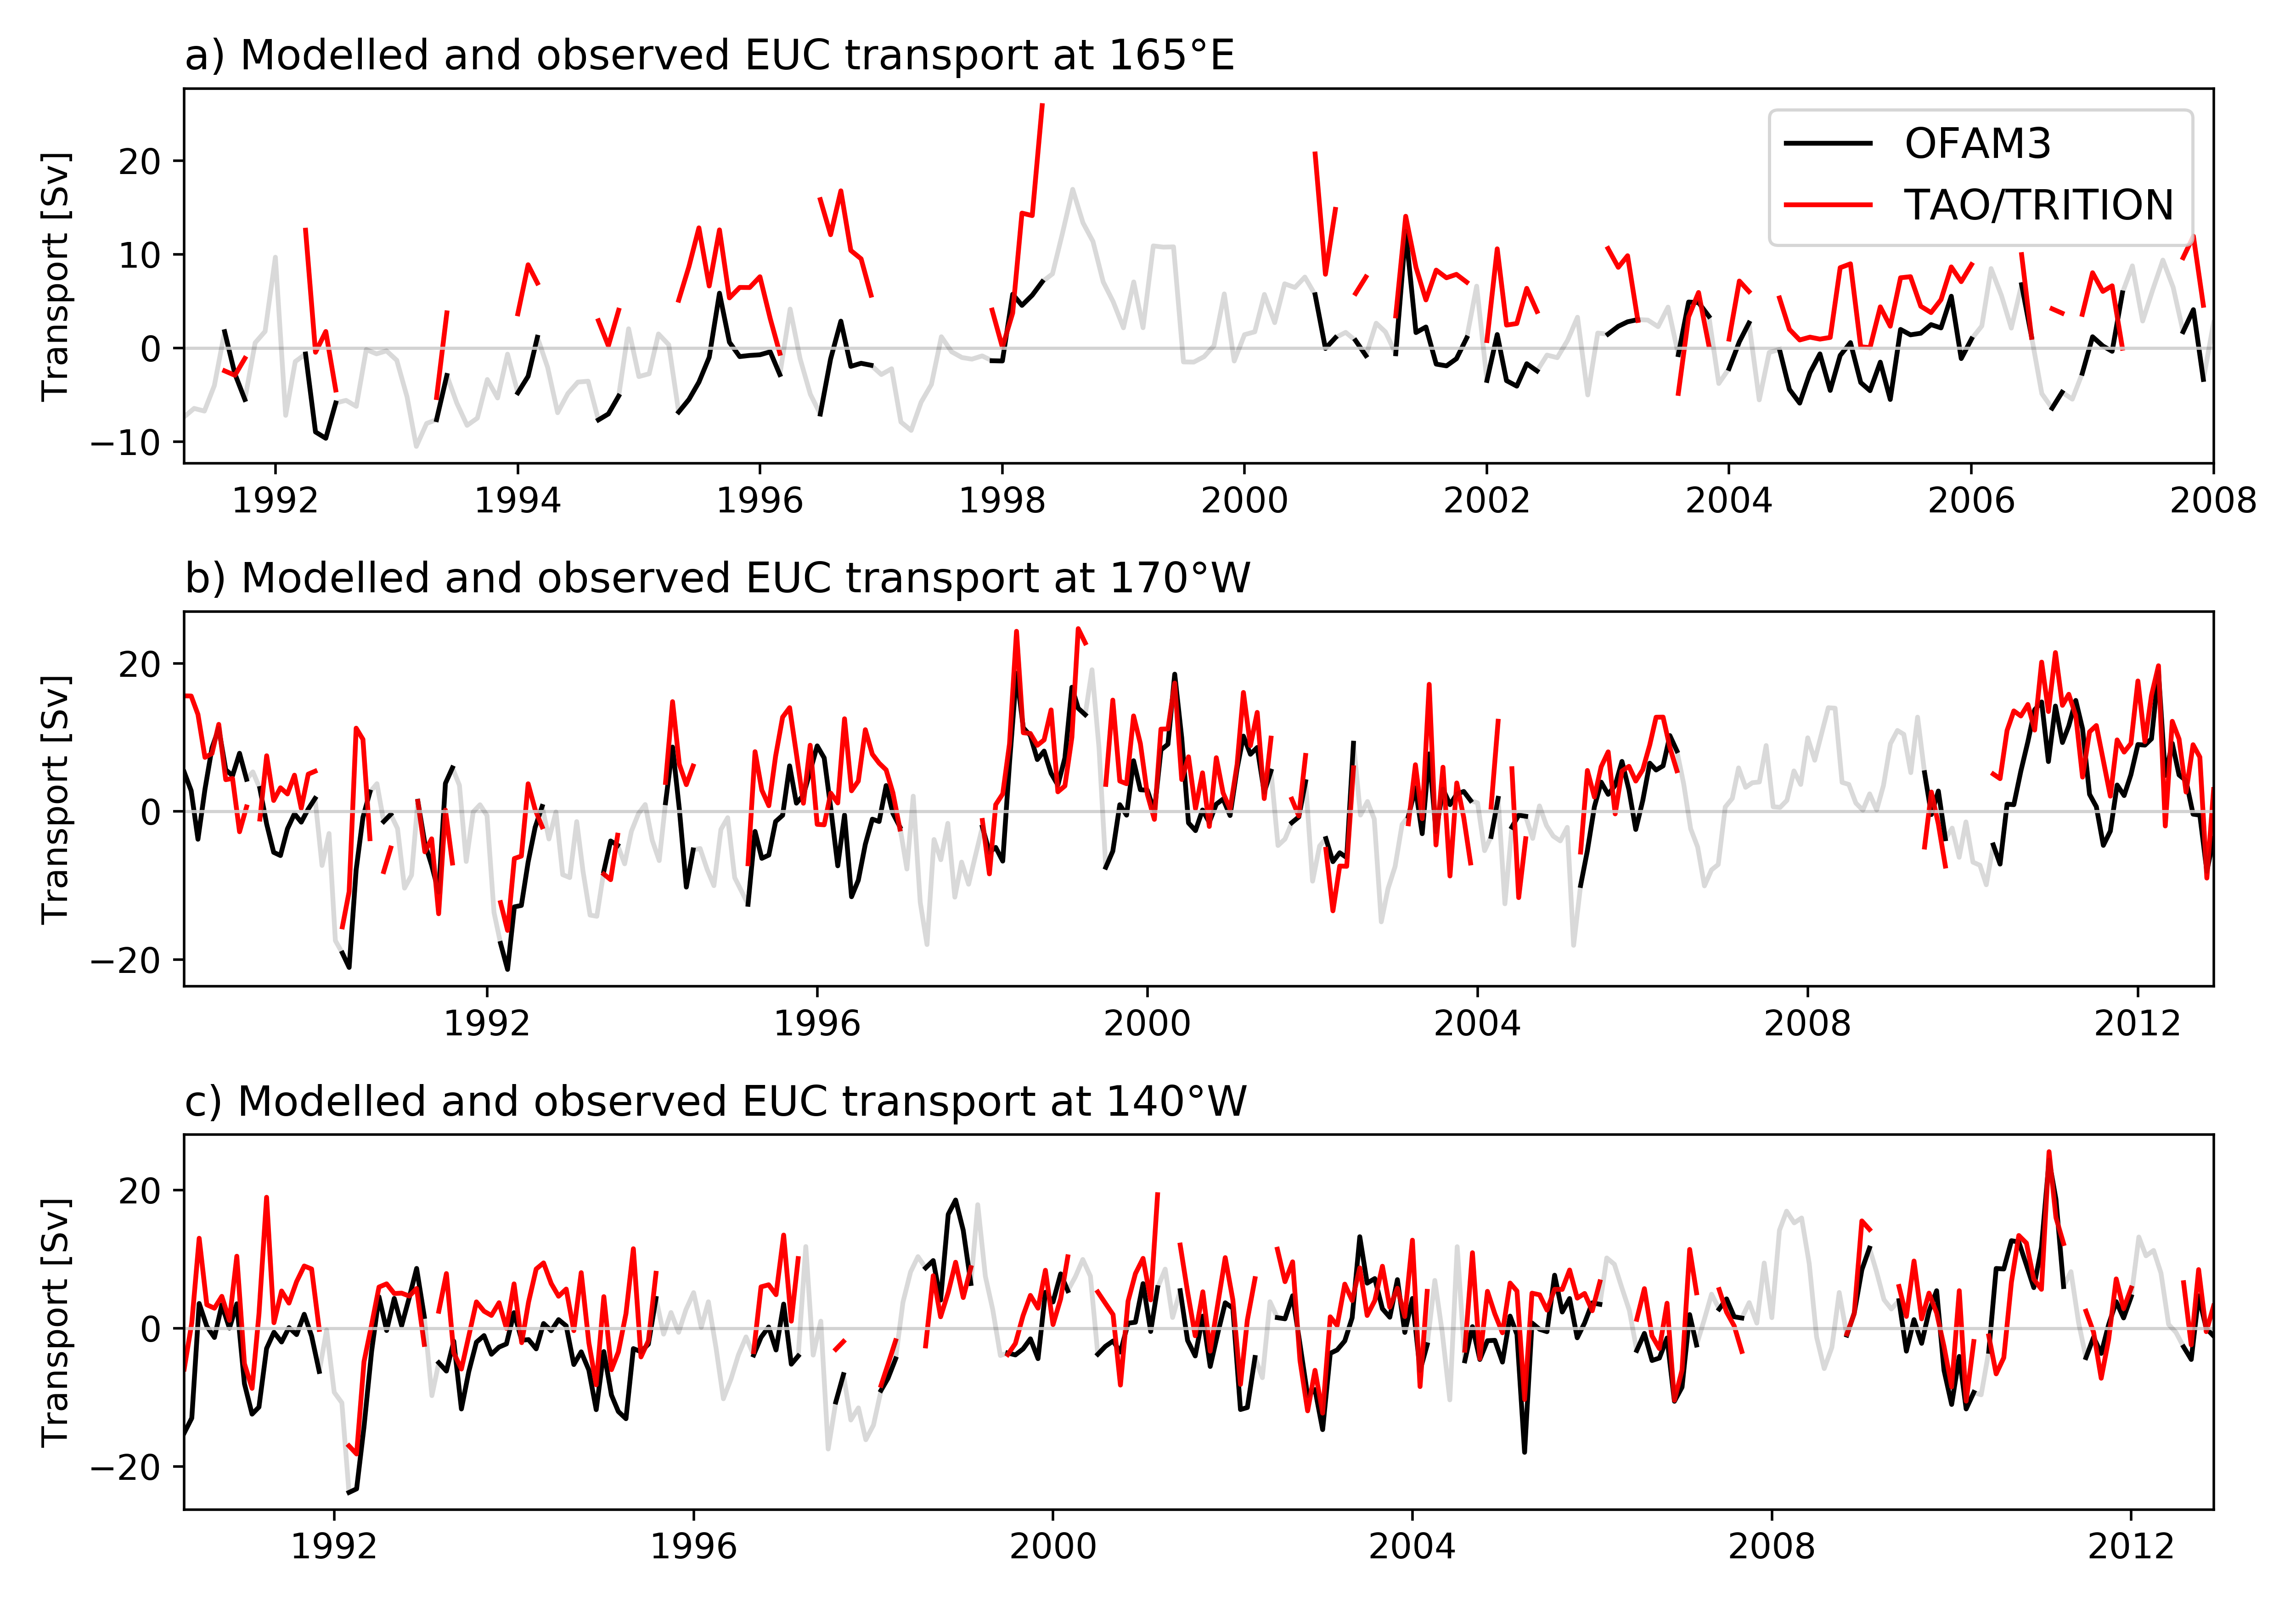 a) Modelled and observed EUC transport at 165°E
Transport [Sv]
20
10
0
−10
OFAM3
TAO/TRITION
1992 1994 1996 1998 2000 2002 2004 2006 2008
b) Modelled and observed EUC transport at 170°W
Transport [Sv]
20
0
−20
1992 1996 2000 2004 2008 2012
c) Modelled and observed EUC transport at 140°W
Transport [Sv]
20
0
−20
1992 1996 2000 2004 2008 2012